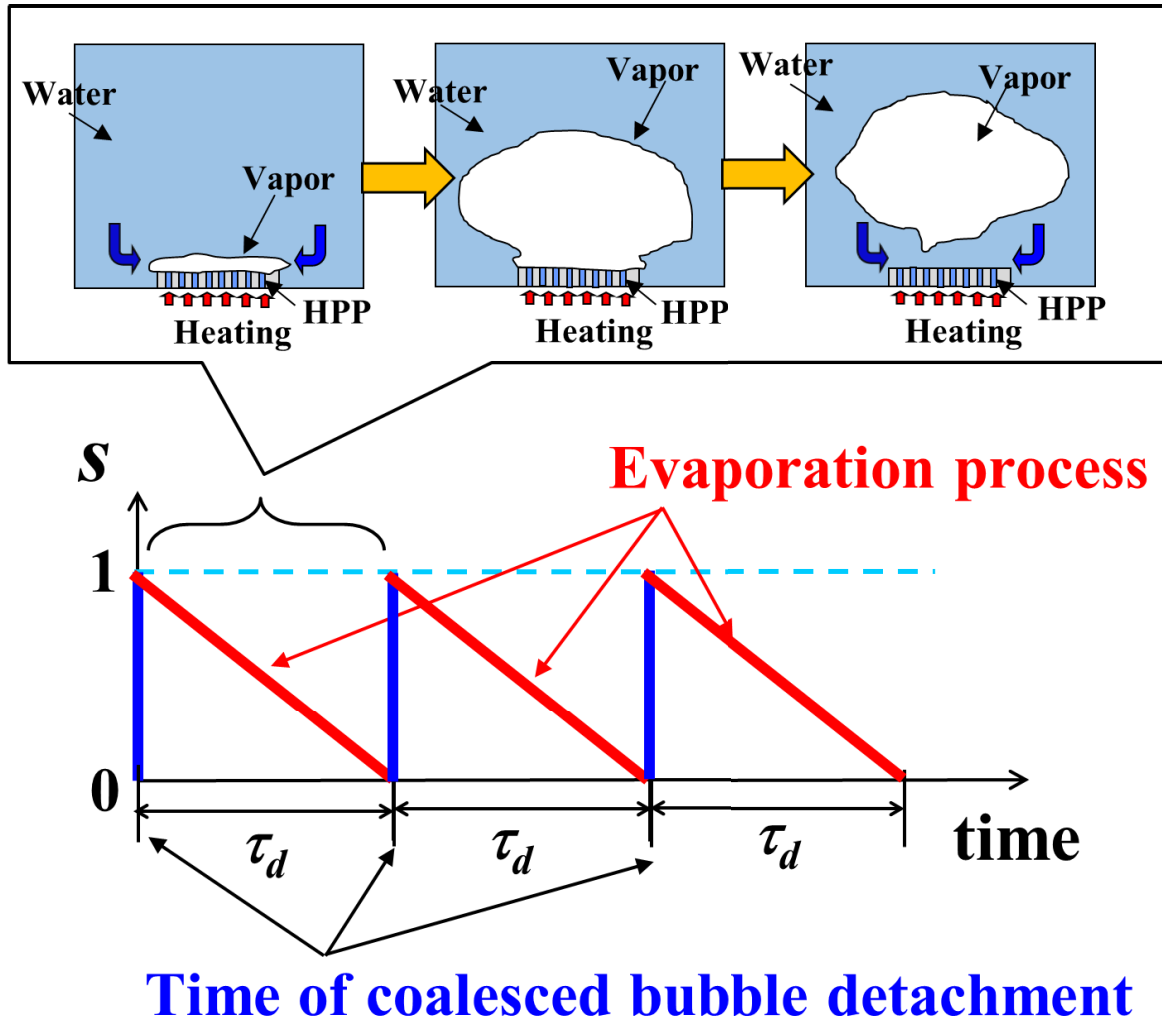 Water
Vapor
HPP
Heating
Water
Vapor
HPP
Heating
Water
Vapor
HPP
Heating
s
Evaporation process
1
0
τd
τd
τd
time
Time of coalesced bubble detachment